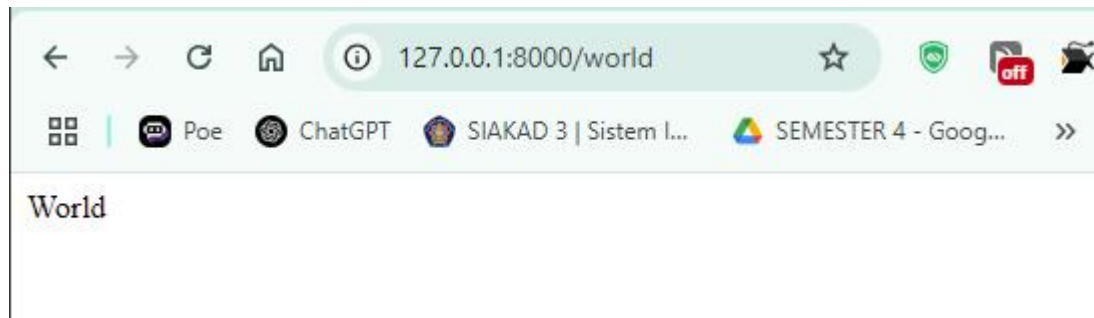 127.0.0.1:8000/world
off
Poe ChatGPT SIAKAD 3 | Sistem I... SEMESTER 4 - Goog... »
World